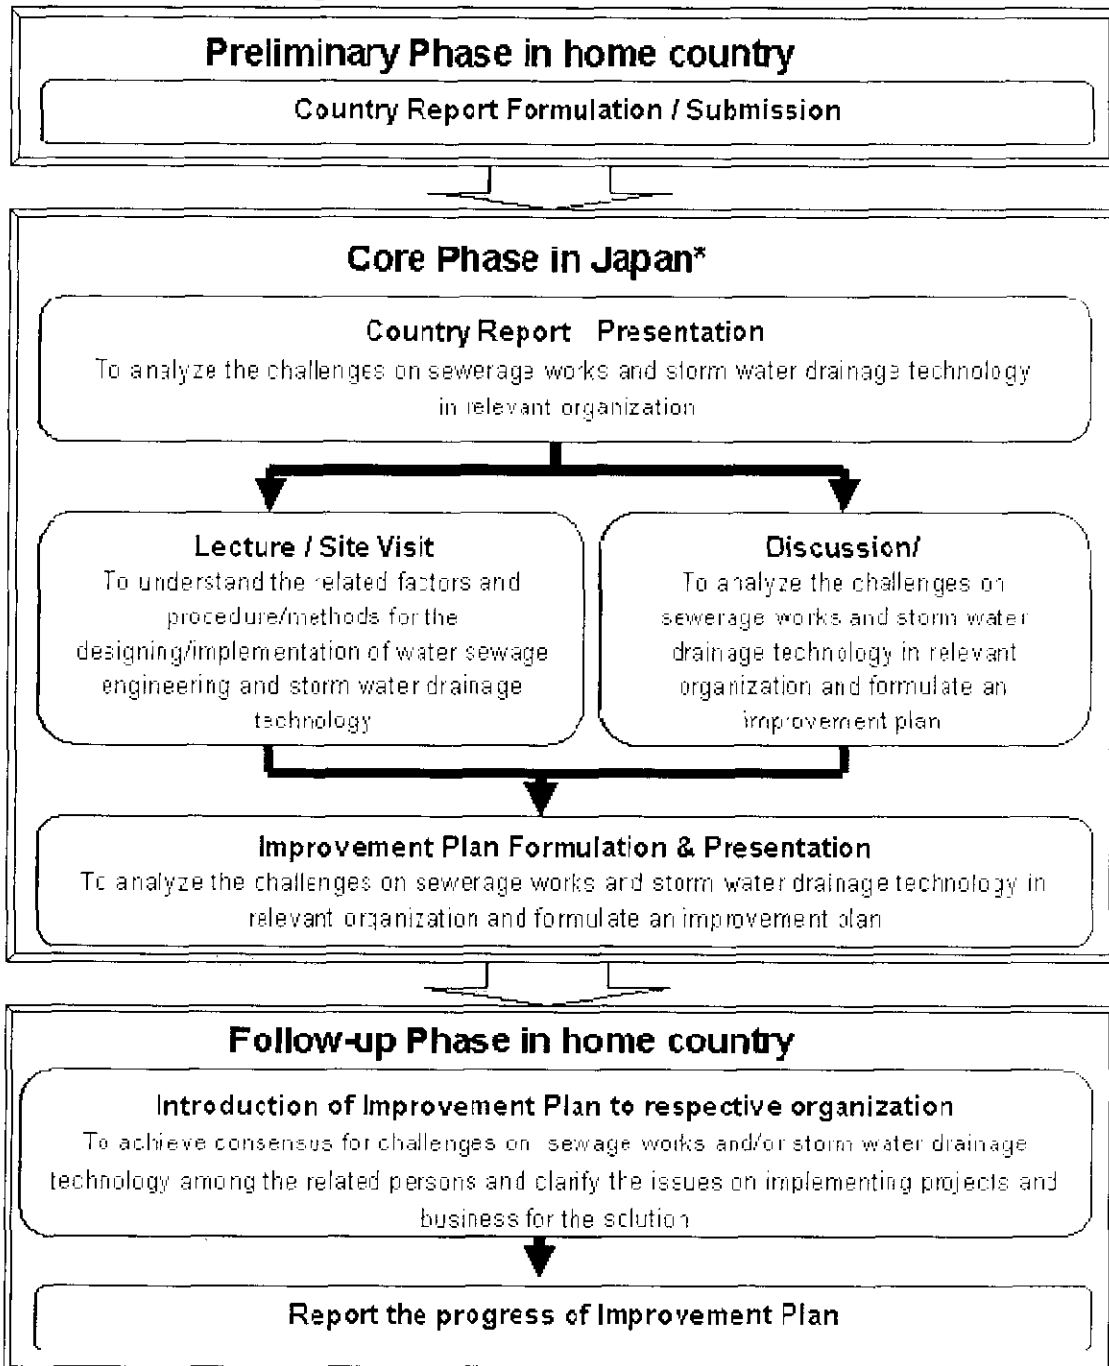 Preliminary Phase in home country
Country Report Formulation / Submission
Core Phase in Japan*
Country Report Presentation
To analyze the challenges on sewerage works and storm water drainage technology
in relevant organization
Lecture / Site Visit
To understand the related factors and
procedure/methods for the
designing/implementation of water sewage
engineering and storm water drainage
technology
Discussion/
To analyze the challenges on
sewerage works and storm water
drainage technology in relevant
organization and formulate an
improvement plan
Improvement Plan Formulation & Presentation
To analyze the challenges on sewerage works and storm water drainage technology in
relevant organization and formulate an improvement plan
Follow-up Phase in home country
Introduction of Improvement Plan to respective organization
To achieve consensus for challenges on sewage works and/or storm water drainage
technology among the related persons and clarify the issues on implementing projects and
business for the solution
Report the progress of Improvement Plan